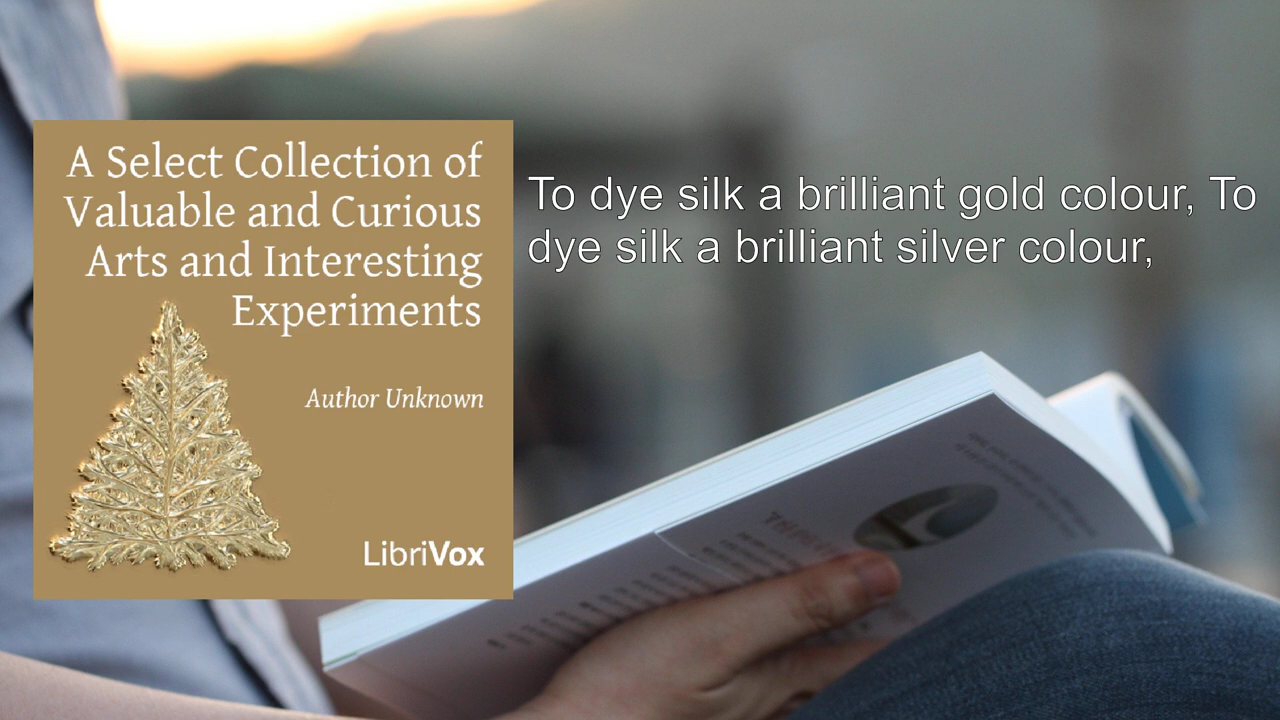 A Select Collection of
Valuable and Curious
Arts and Interesting
Experiments
Author Unknown
LibriVox
To dye silk a brilliant gold colour, To
dye silk a brilliant silver colour,